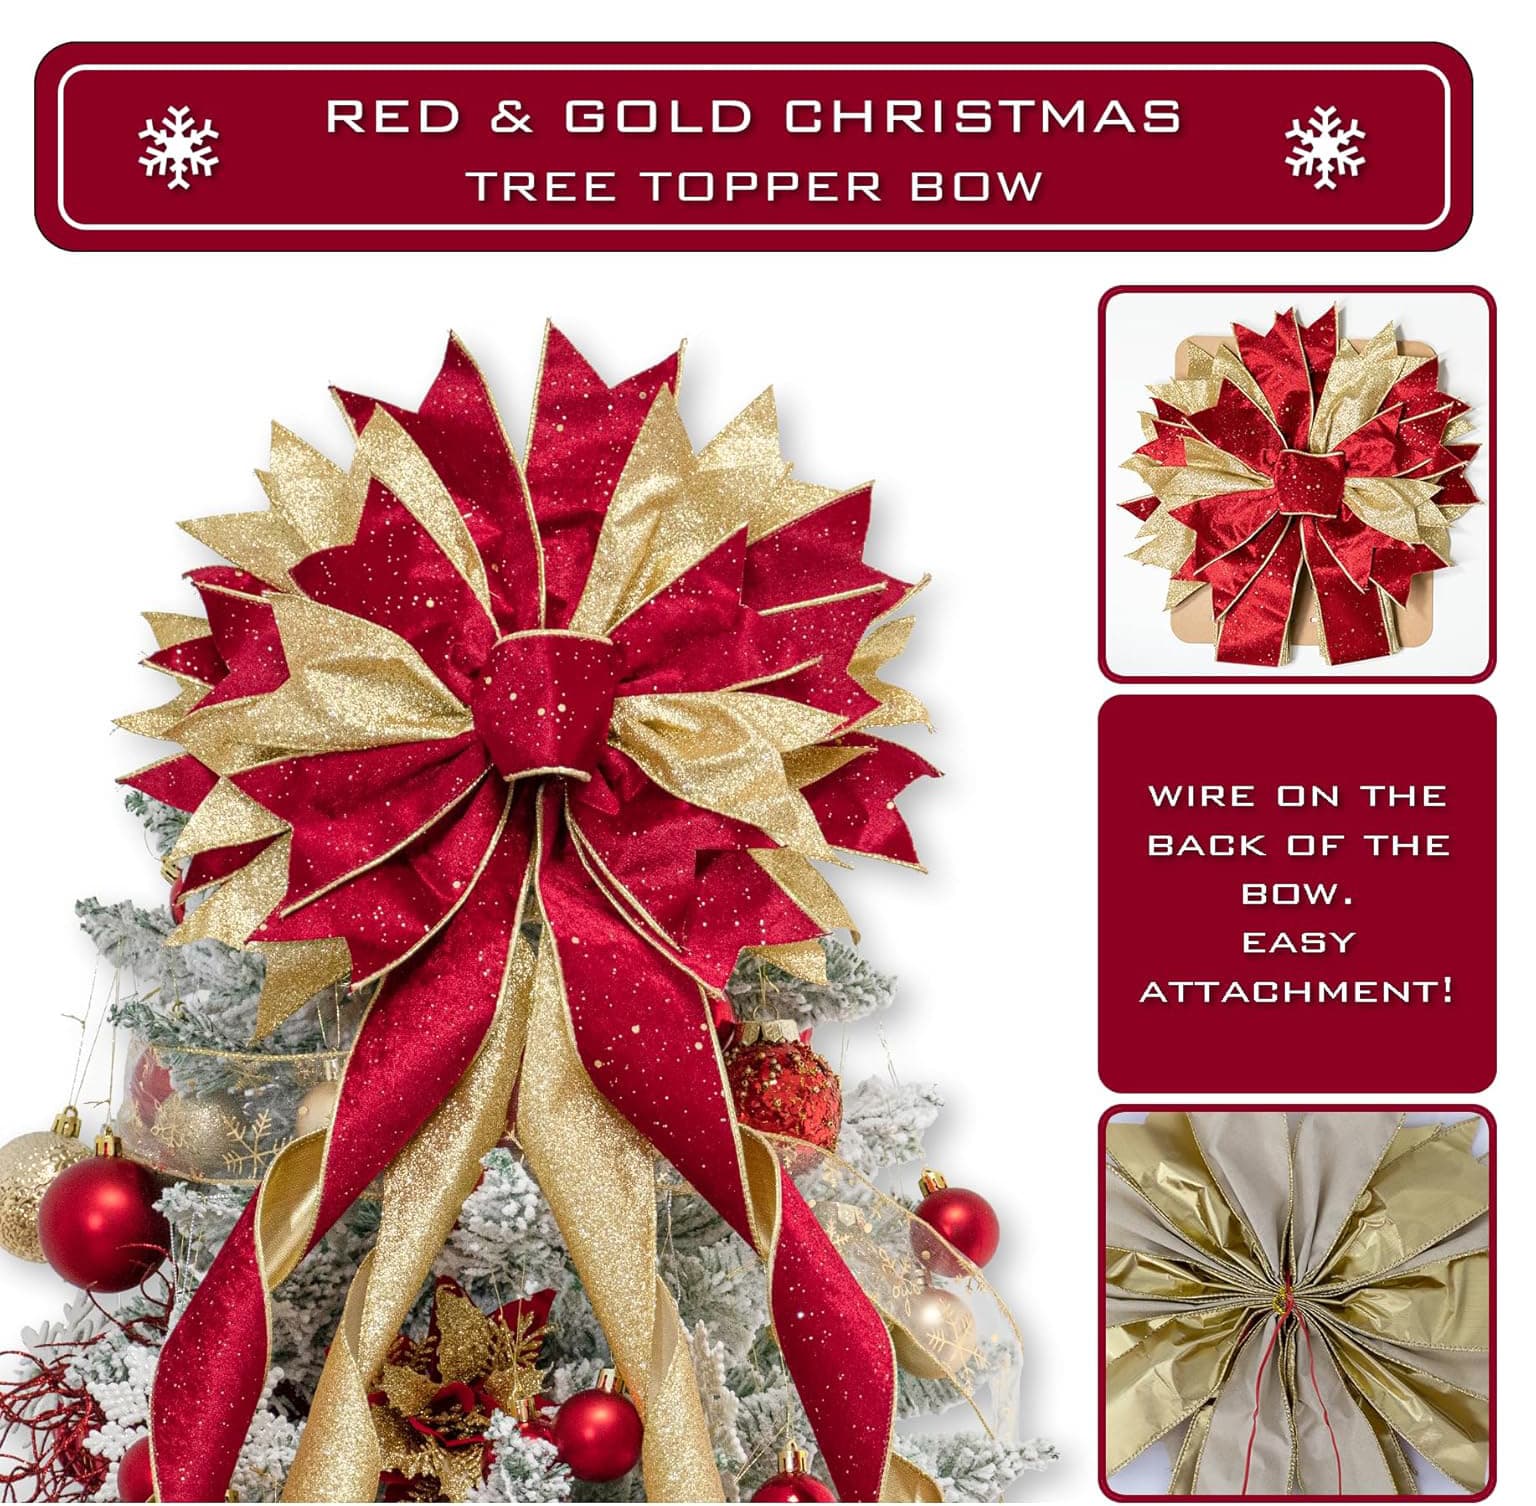 RED & GOLD CHRISTMAS
TREE TOPPER BOW
WIRE ON THE
BACK OF THE
BOW.
EASY
ATTACHMENT!